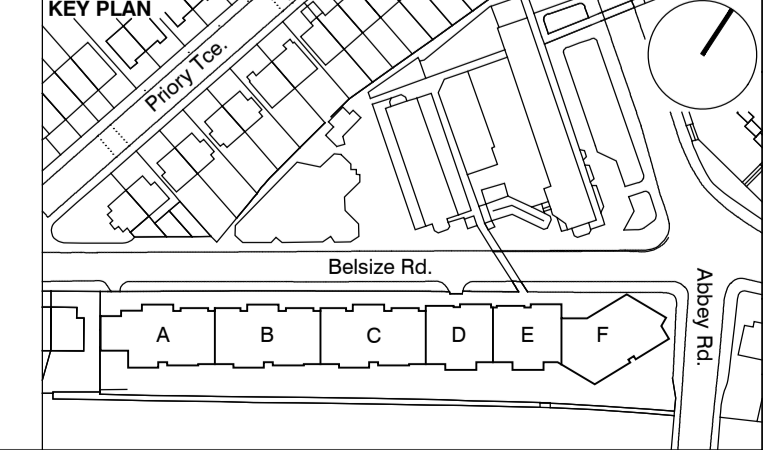 KEY PLAN
Priory Tce.
Belsize Rd.
Abbey Rd.
A B C D E F